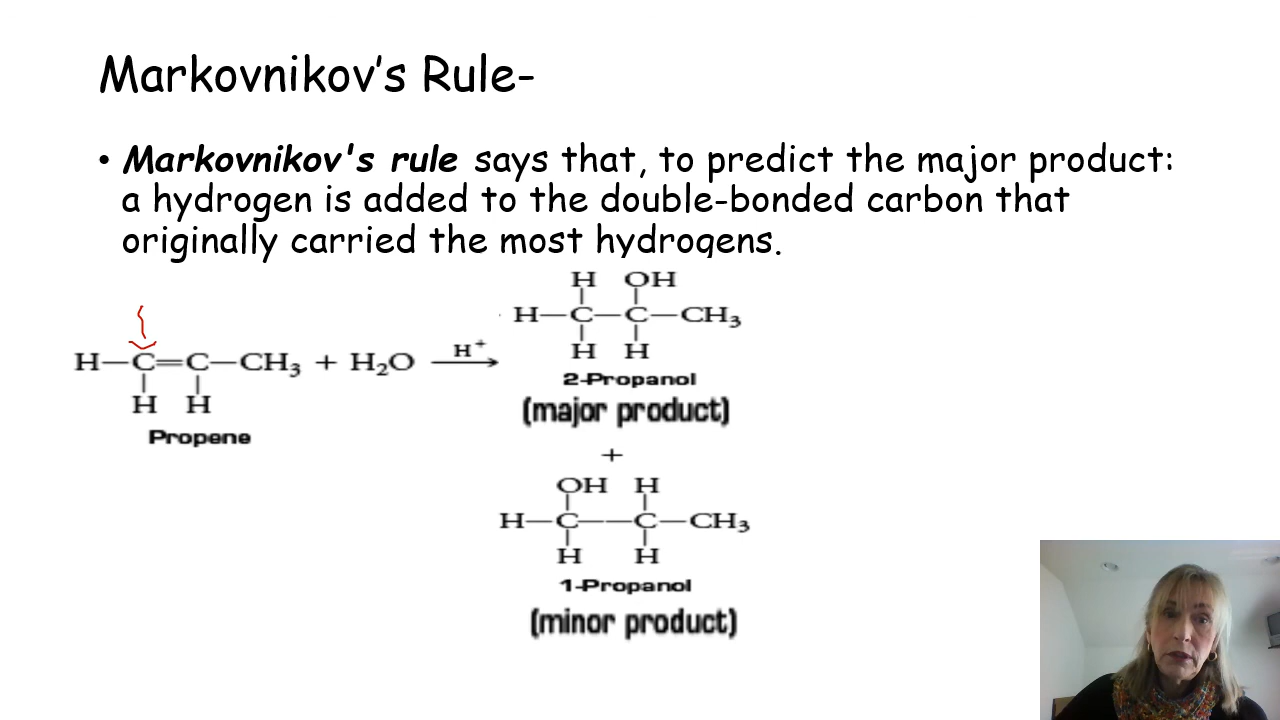 Markovnikov's Rule-
• Markovnikov's rule says that, to predict the major product:
a hydrogen is added to the double-bonded carbon that
originally carried the most hydrogens.
H OH
H—C—C—CH₃
H H
2-Propanol
(major product)
H—C=C—CH₃ + H₂O H⁺ ⟶
H H
Propene
+
OH H
H—C—C—CH₃
H H
1-Propanol
(minor product)